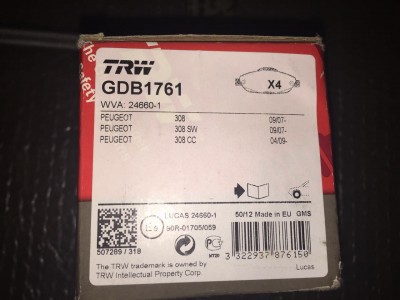 TRW
GDB1761
X4
WVA: 24660-1
PEUGEOT 308 09/07-
PEUGEOT 308 SW 09/07-
PEUGEOT 308 CC 04/09-
LUCAS 24660-1 50/12 Made in EU GMS
90R-01705/059
507289 / 318
3 322937 876150
The TRW trademark is owned by
TRW Intellectual Property Corp
Lucas